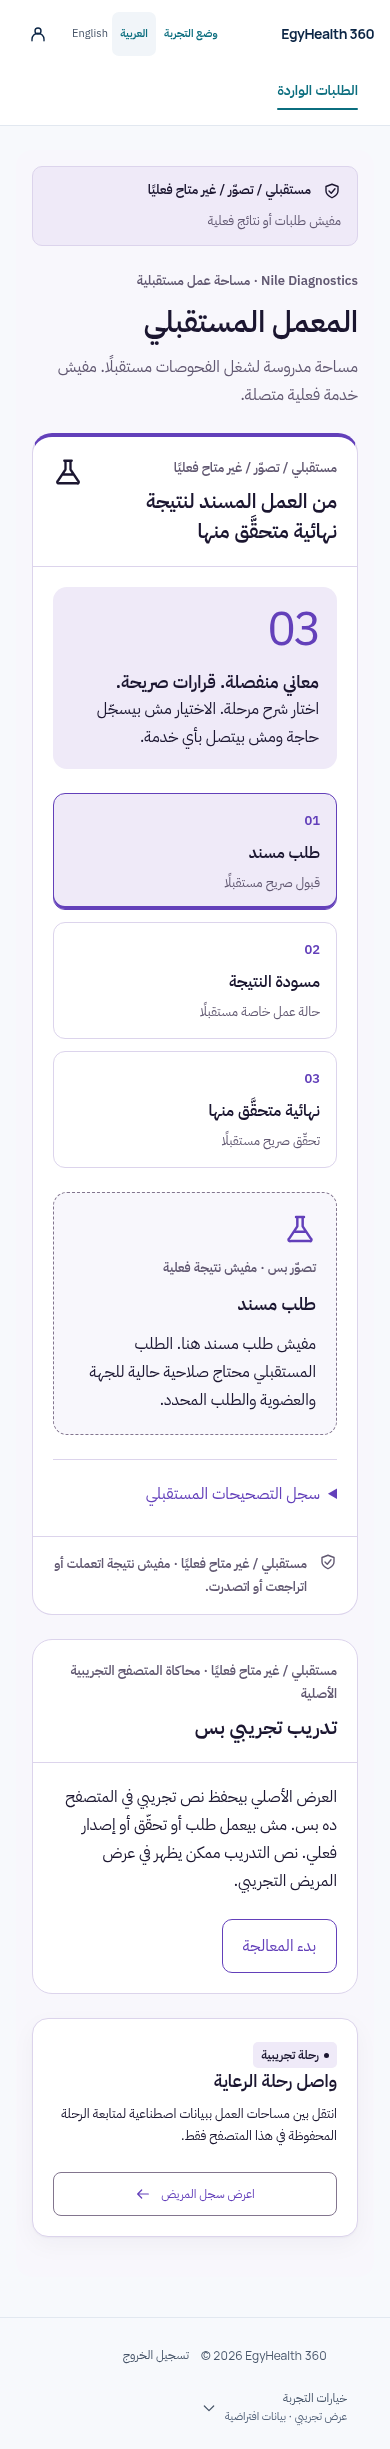 EgyHealth 360
وضع التجربة
العربية
English
الطلبات الواردة
مستقبلي / تصوّر / غير متاح فعليًا
مفيش طلبات أو نتائج فعلية
Nile Diagnostics · مساحة عمل مستقبلية
المعمل المستقبلي
مساحة مدروسة لشغل الفحوصات مستقبلًا. مفيش
خدمة فعلية متصلة.
مستقبلي / تصوّر / غير متاح فعليًا
من العمل المسند لنتيجة
نهائية متحقَّق منها
03
معاني منفصلة. قرارات صريحة.
اختار شرح مرحلة. الاختيار مش بيسجّل
حاجة ومش بيتصل بأي خدمة.
01
طلب مسند
قبول صريح مستقبلًا
02
مسودة النتيجة
حالة عمل خاصة مستقبلًا
03
نهائية متحقَّق منها
تحقّق صريح مستقبلًا
تصوّر بس · مفيش نتيجة فعلية
طلب مسند
مفيش طلب مسند هنا. الطلب
المستقبلي محتاج صلاحية حالية للجهة
والعضوية والطلب المحدد.
سجل التصحيحات المستقبلي
مستقبلي / غير متاح فعليًا · مفيش نتيجة اتعملت أو
اتراجعت أو اتصدرت.
مستقبلي / غير متاح فعليًا · محاكاة المتصفح التجريبية
الأصلية
تدريب تجريبي بس
العرض الأصلي بيحفظ نص تجريبي في المتصفح
ده بس. مش بيعمل طلب أو تحقّق أو إصدار
فعلي. نص التدريب ممكن يظهر في عرض
المريض التجريبي.
بدء المعالجة
رحلة تجريبية
واصل رحلة الرعاية
انتقل بين مساحات العمل ببيانات اصطناعية لمتابعة الرحلة
المحفوظة في هذا المتصفح فقط.
اعرض سجل المريض
© 2026 EgyHealth 360
تسجيل الخروج
خيارات التجربة
عرض تجريبي · بيانات افتراضية